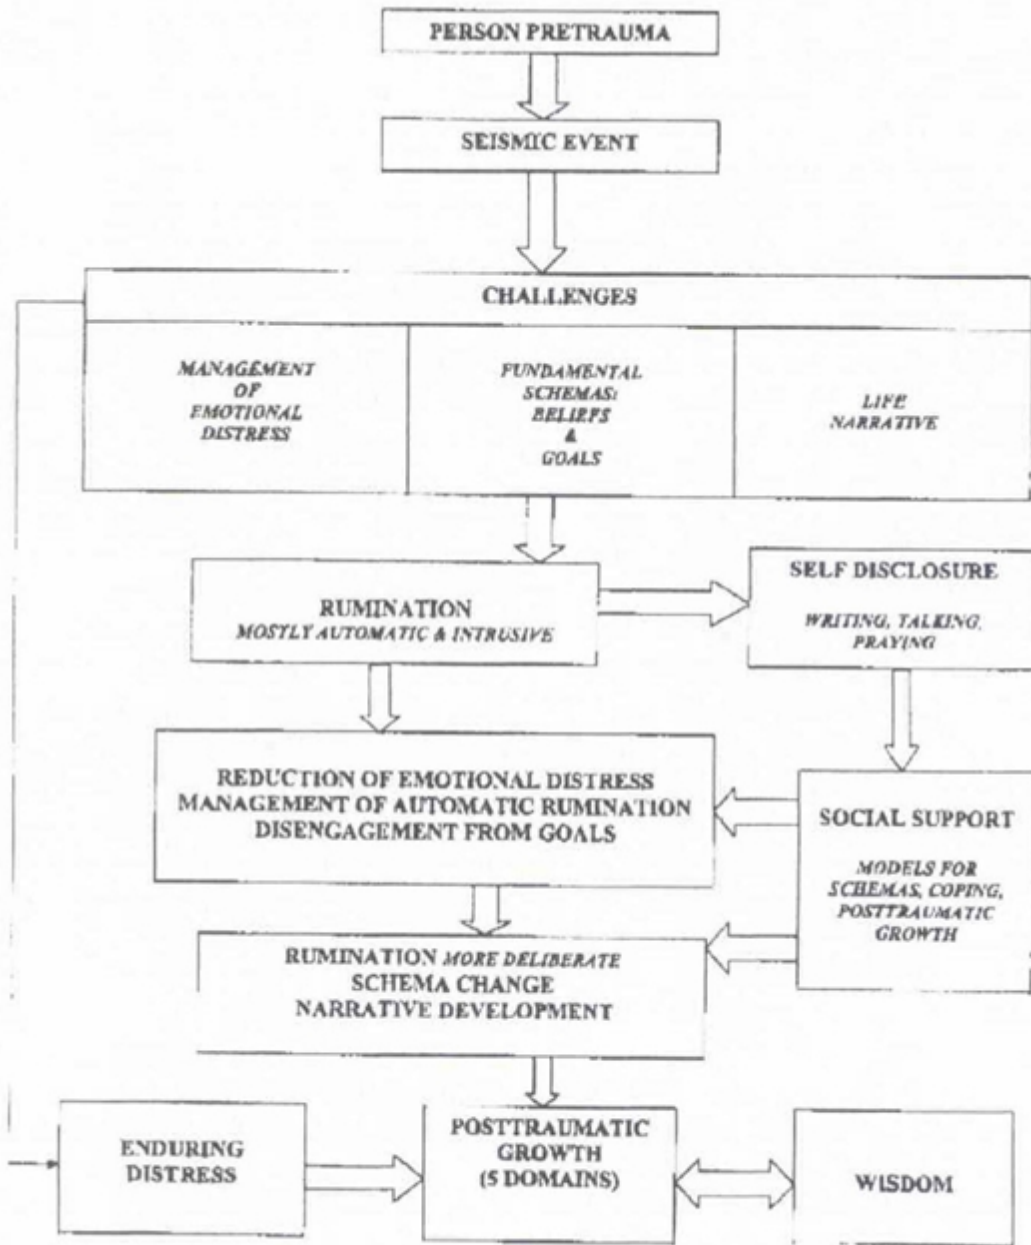 PERSON PRETRAUMA
SEISMIC EVENT
CHALLENGES
MANAGEMENT
OF
EMOTIONAL
DISTRESS
FUNDAMENTAL
SCHEMAS:
BELIEFS
&
GOALS
LIFE
NARRATIVE
RUMINATION
MOSTLY AUTOMATIC & INTRUSIVE
SELF DISCLOSURE
WRITING, TALKING,
PRAYING
REDUCTION OF EMOTIONAL DISTRESS
MANAGEMENT OF AUTOMATIC RUMINATION
DISENGAGEMENT FROM GOALS
SOCIAL SUPPORT
MODELS FOR
SCHEMAS, COPING,
POSTTRAUMATIC
GROWTH
RUMINATION MORE DELIBERATE
SCHEMA CHANGE
NARRATIVE DEVELOPMENT
ENDURING
DISTRESS
POSTTRAUMATIC
GROWTH
(5 DOMAINS)
WISDOM